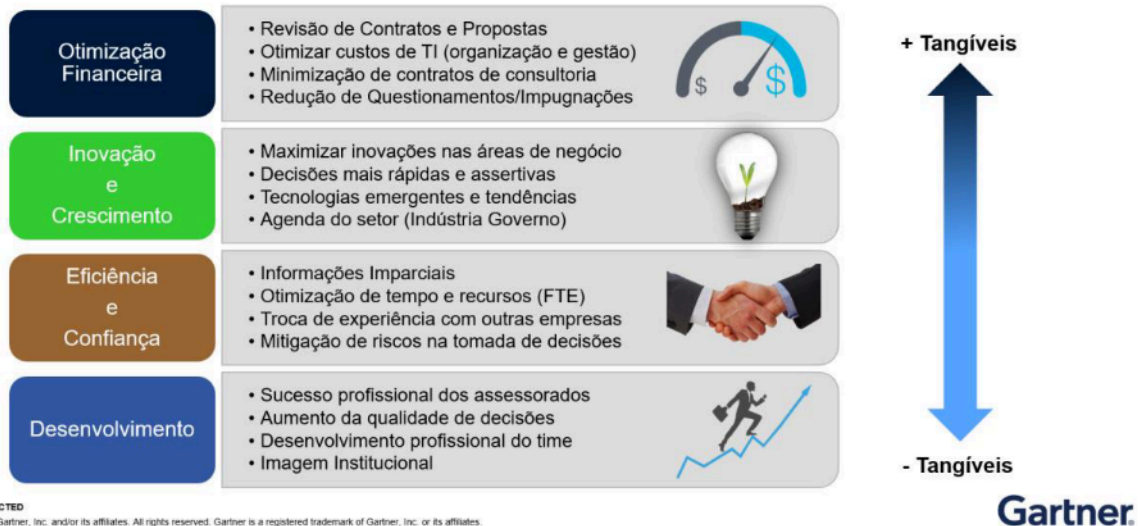 Otimização
Financeira
• Revisão de Contratos e Propostas
• Otimizar custos de TI (organização e gestão)
• Minimização de contratos de consultoria
• Redução de Questionamentos/Impugnações
$
$
+ Tangíveis
Inovação
e
Crescimento
• Maximizar inovações nas áreas de negócio
• Decisões mais rápidas e assertivas
• Tecnologias emergentes e tendências
• Agenda do setor (Indústria Governo)
Eficiência
e
Confiança
• Informações Imparciais
• Otimização de tempo e recursos (FTE)
• Troca de experiência com outras empresas
• Mitigação de riscos na tomada de decisões
Desenvolvimento
• Sucesso profissional dos assessorados
• Aumento da qualidade de decisões
• Desenvolvimento profissional do time
• Imagem Institucional
- Tangíveis
CTED
Gartner, Inc. and/or its affiliates. All rights reserved. Gartner is a registered trademark of Gartner, Inc. or its affiliates.
Gartner